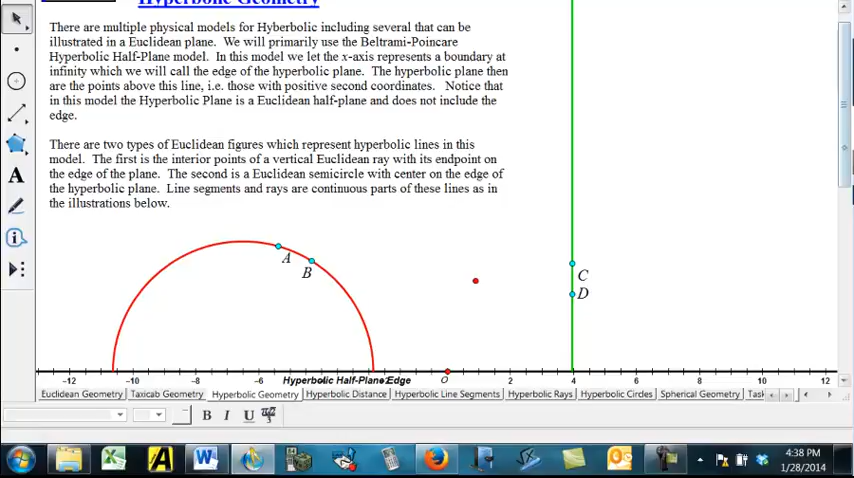 Hyperbolic Geometry
There are multiple physical models for Hyberbolic including several that can be
illustrated in a Euclidean plane. We will primarily use the Beltrami-Poincare
Hyperbolic Half-Plane model. In this model we let the x-axis represents a boundary at
infinity which we will call the edge of the hyperbolic plane. The hyperbolic plane then
are the points above this line, i.e. those with positive second coordinates. Notice that
in this model the Hyperbolic Plane is a Euclidean half-plane and does not include the
edge.
There are two types of Euclidean figures which represent hyperbolic lines in this
model. The first is the interior points of a vertical Euclidean ray with its endpoint on
the edge of the plane. The second is a Euclidean semicircle with center on the edge of
the hyperbolic plane. Line segments and rays are continuous parts of these lines as in
the illustrations below.
A
B
C
D
-12 -10 -8 -6 Hyperbolic Half-Plane Edge O 2 4 6 8 10 12
Euclidean Geometry Taxicab Geometry Hyperbolic Geometry Hyperbolic Distance Hyperbolic Line Segments Hyperbolic Rays Hyperbolic Circles Spherical Geometry Task
B I U
4:38 PM
1/28/2014